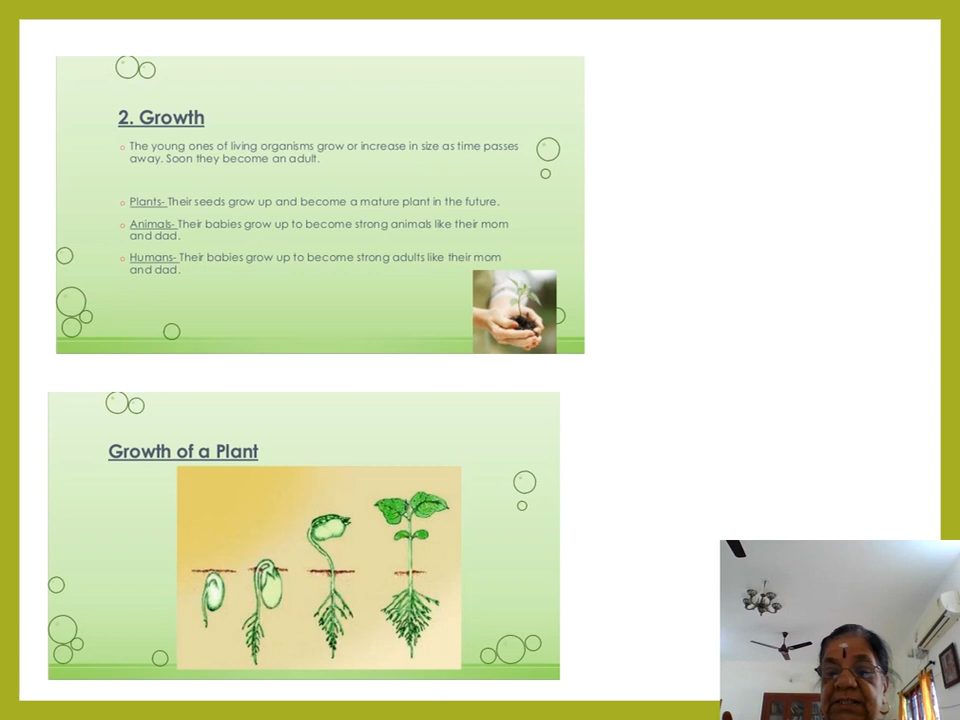 2. Growth
The young ones of living organisms grow or increase in size as time passes
away. Soon they become an adult.
Plants- Their seeds grow up and become a mature plant in the future.
Animals- Their babies grow up to become strong animals like their mom
and dad.
Humans- Their babies grow up to become strong adults like their mom
and dad.
Growth of a Plant